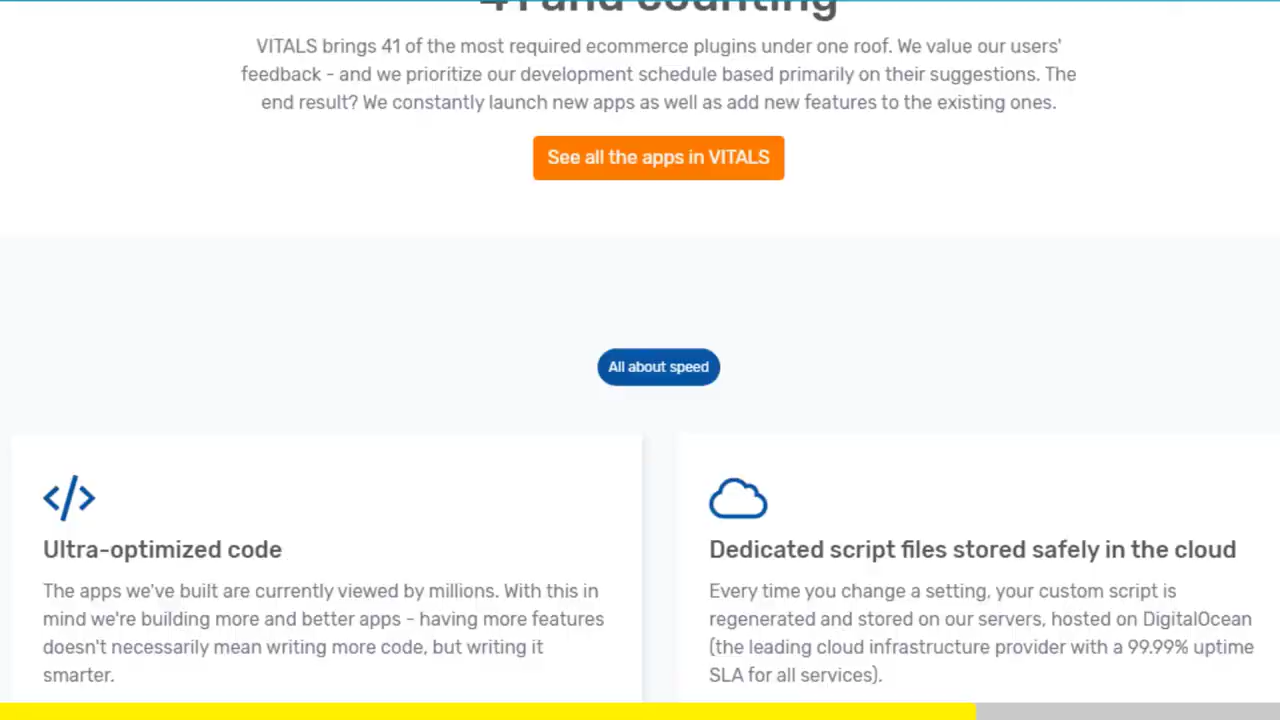 41 and counting
VITALS brings 41 of the most required ecommerce plugins under one roof. We value our users'
feedback - and we prioritize our development schedule based primarily on their suggestions. The
end result? We constantly launch new apps as well as add new features to the existing ones.
See all the apps in VITALS
All about speed
Ultra-optimized code
The apps we've built are currently viewed by millions. With this in
mind we're building more and better apps - having more features
doesn't necessarily mean writing more code, but writing it
smarter.
Dedicated script files stored safely in the cloud
Every time you change a setting, your custom script is
regenerated and stored on our servers, hosted on DigitalOcean
(the leading cloud infrastructure provider with a 99.99% uptime
SLA for all services).